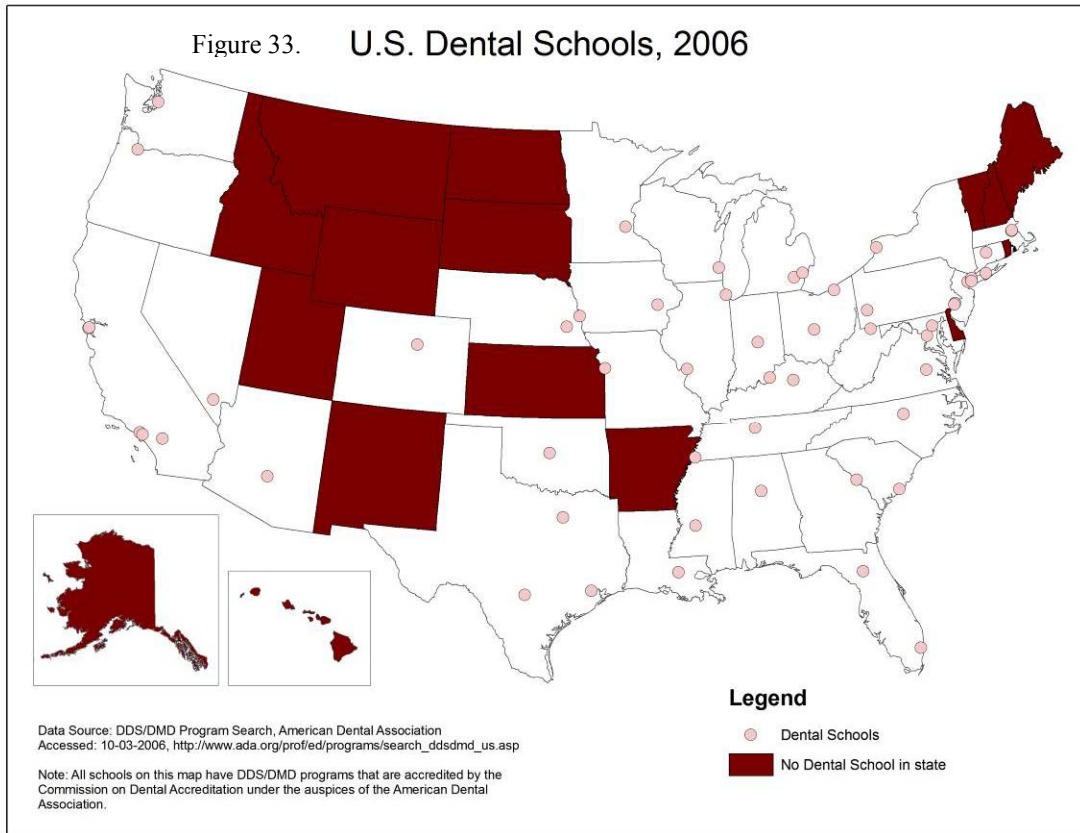 Figure 33.
U.S. Dental Schools, 2006
Legend
Dental Schools
No Dental School in state
Data Source: DDS/DMD Program Search, American Dental Association
Accessed: 10-03-2006, http://www.ada.org/prof/ed/programs/search_ddsdmd_us.asp
Note: All schools on this map have DDS/DMD programs that are accredited by the
Commission on Dental Accreditation under the auspices of the American Dental
Association.